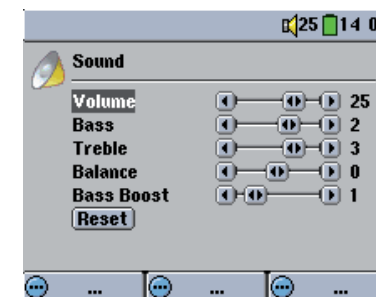 25 14 0
Sound
Volume 25
Bass 2
Treble 3
Balance 0
Bass Boost 1
Reset
... ... ...